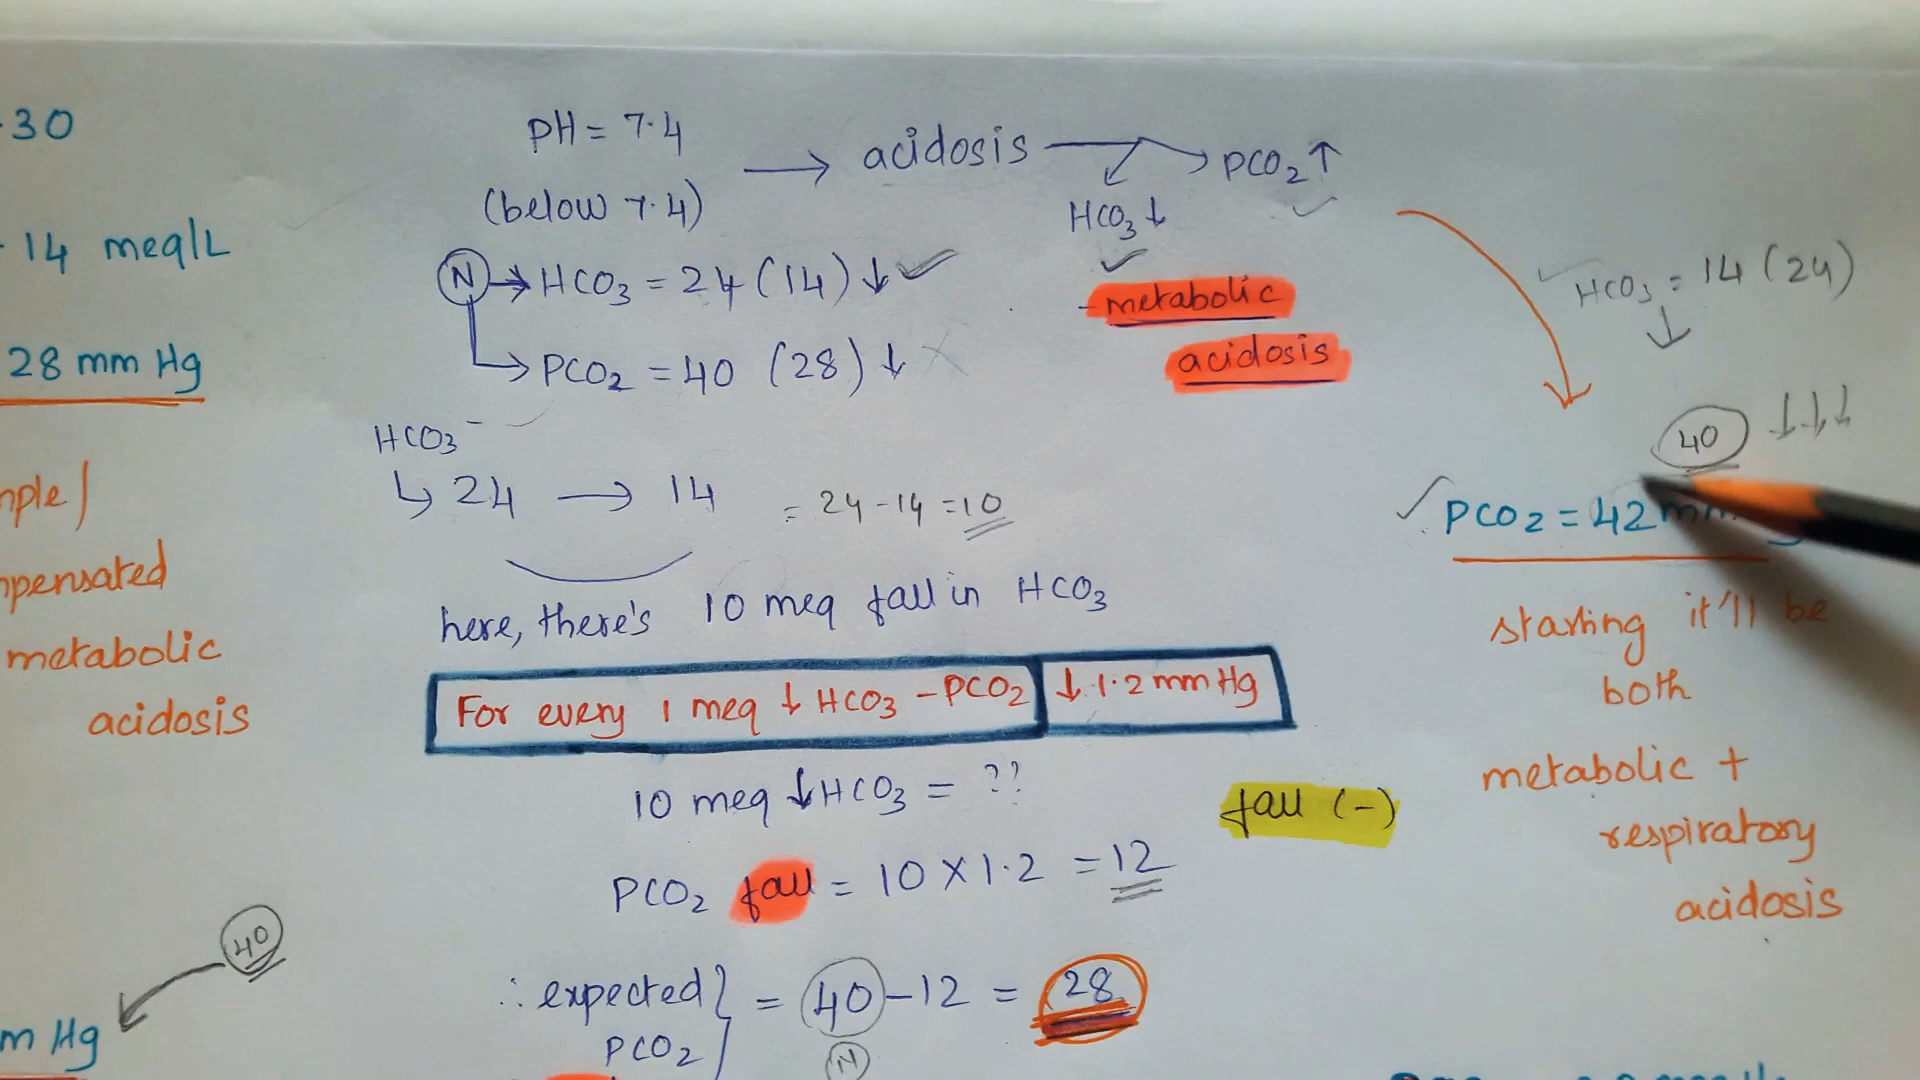 30
14 meq/L
28 mm Hg
metabolic
acidosis
40
mm Hg
PH = 7.4
(below 7.4)
→ acidosis → PCO₂ ↑
HCO₃ ↓
metabolic
acidosis
N → HCO₃ = 24 (14) ↓ ✓
→ PCO₂ = 40 (28) ↓ ×
HCO₃⁻
↳ 24 → 14 = 24 - 14 = 10
here, there's 10 meq fall in HCO₃
For every 1 meq ↓ HCO₃ - PCO₂ ↓ 1.2 mm Hg
10 meq ↓ HCO₃ = ??
fall (-)
PCO₂ fall = 10 X 1.2 = 12
∴ expected } = 40 - 12 = 28
PCO₂
N
HCO₃ = 14 (24)
↓
40 ↓↓↓
✓ PCO₂ = 42
starting it'll be
both
metabolic +
respiratory
acidosis